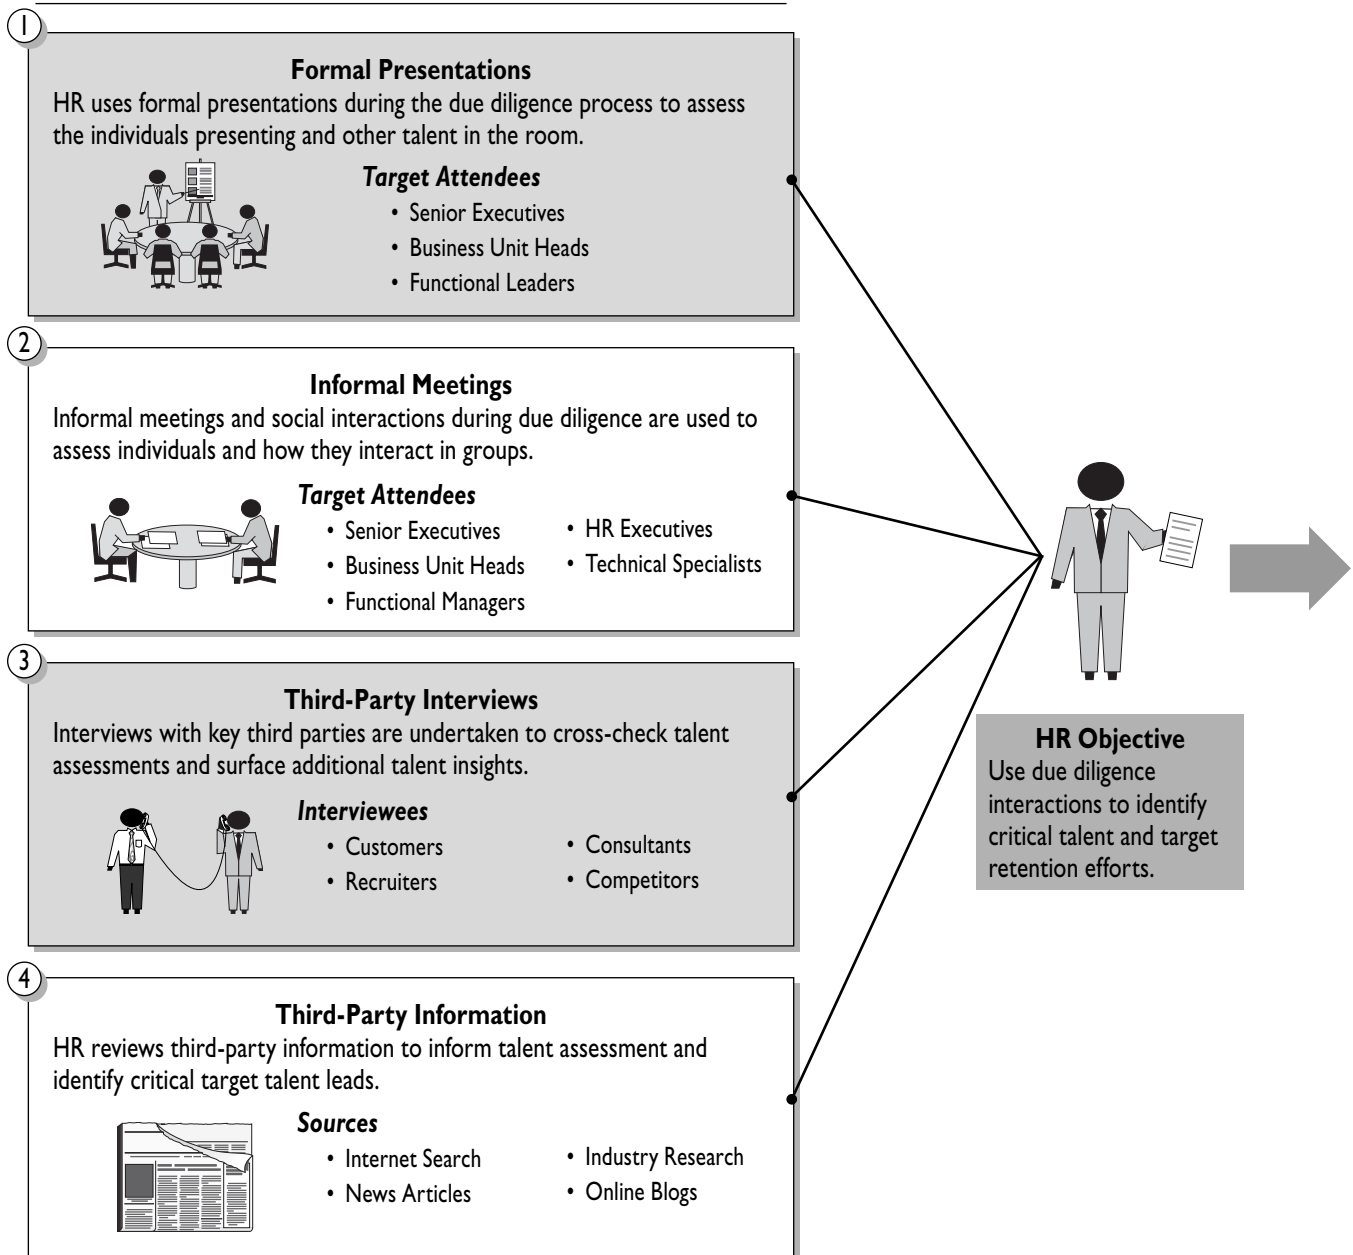 1
Formal Presentations
HR uses formal presentations during the due diligence process to assess
the individuals presenting and other talent in the room.
Target Attendees
• Senior Executives
• Business Unit Heads
• Functional Leaders
2
Informal Meetings
Informal meetings and social interactions during due diligence are used to
assess individuals and how they interact in groups.
Target Attendees
• Senior Executives
• Business Unit Heads
• Functional Managers
• HR Executives
• Technical Specialists
3
Third-Party Interviews
Interviews with key third parties are undertaken to cross-check talent
assessments and surface additional talent insights.
Interviewees
• Customers
• Recruiters
• Consultants
• Competitors
4
Third-Party Information
HR reviews third-party information to inform talent assessment and
identify critical target talent leads.
Sources
• Internet Search
• News Articles
• Industry Research
• Online Blogs
HR Objective
Use due diligence
interactions to identify
critical talent and target
retention efforts.